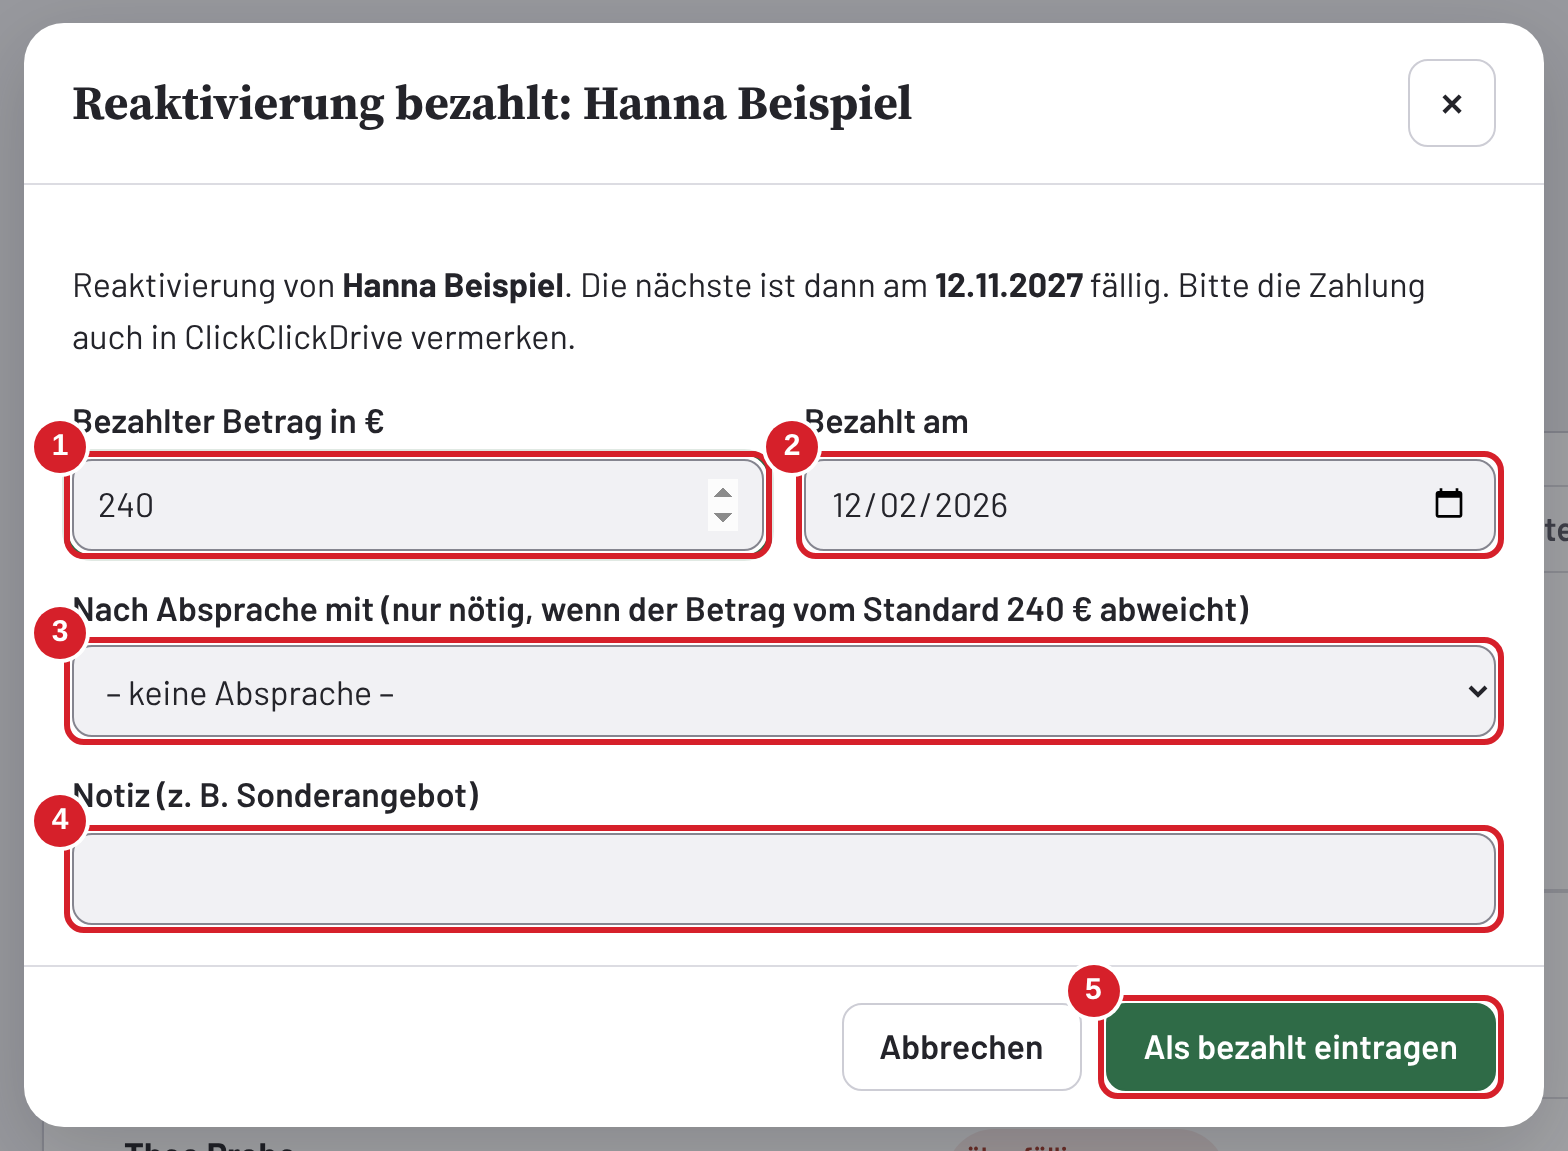 Reaktivierung bezahlt: Hanna Beispiel
×
Reaktivierung von Hanna Beispiel. Die nächste ist dann am 12.11.2027 fällig. Bitte die Zahlung
auch in ClickClickDrive vermerken.
Bezahlter Betrag in €
Bezahlt am
1
2
240
12/02/2026
Nach Absprache mit (nur nötig, wenn der Betrag vom Standard 240 € abweicht)
3
– keine Absprache –
Notiz (z. B. Sonderangebot)
4
5
Abbrechen
Als bezahlt eintragen